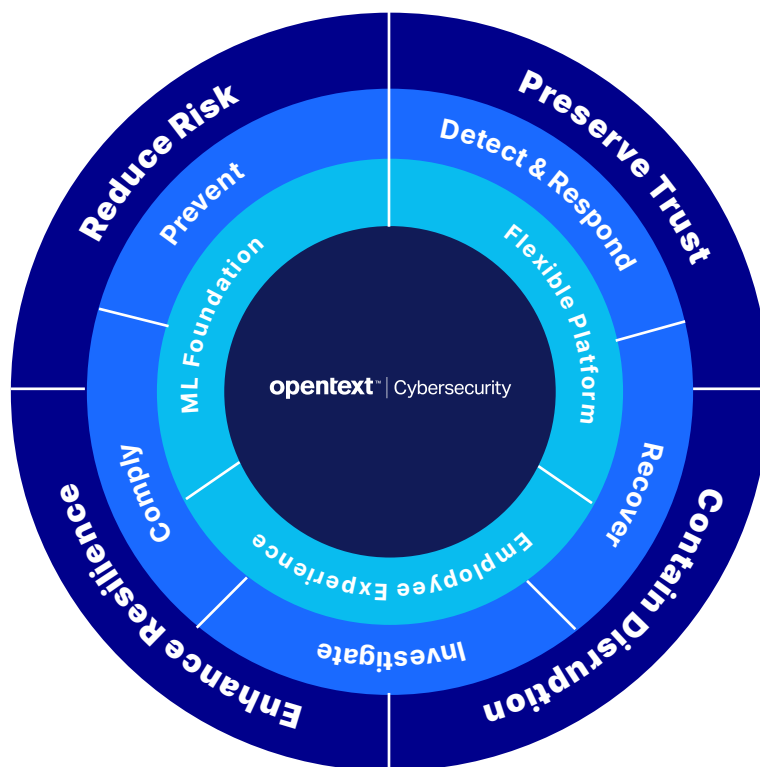 Reduce Risk
Preserve Trust
Contain Disruption
Enhance Resilience
Prevent
Detect & Respond
Recover
Investigate
Comply
ML Foundation
Flexible Platform
Emplopyee Experience
opentext™ | Cybersecurity